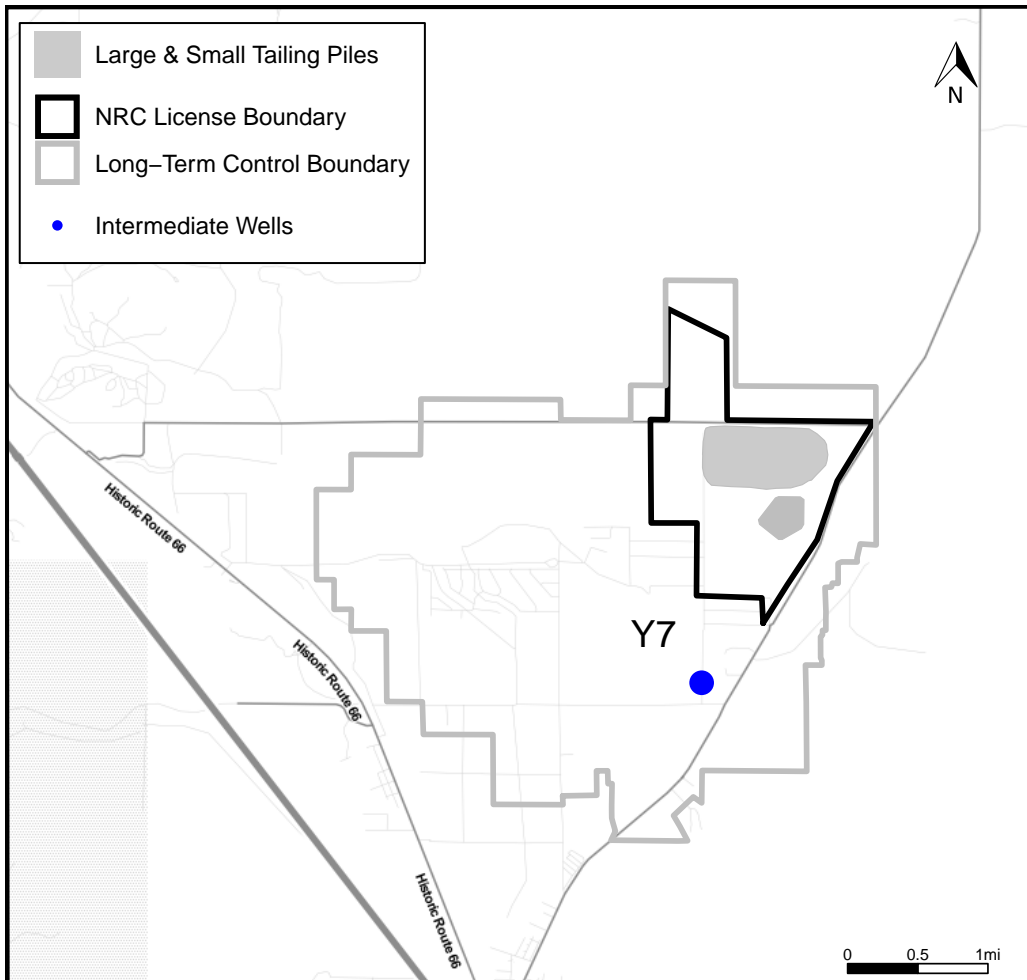 Large & Small Tailing Piles
NRC License Boundary
Long−Term Control Boundary
Intermediate Wells
N
Historic Route 66
Y7
Historic Route 66
Historic Route 66
0 0.5 1mi